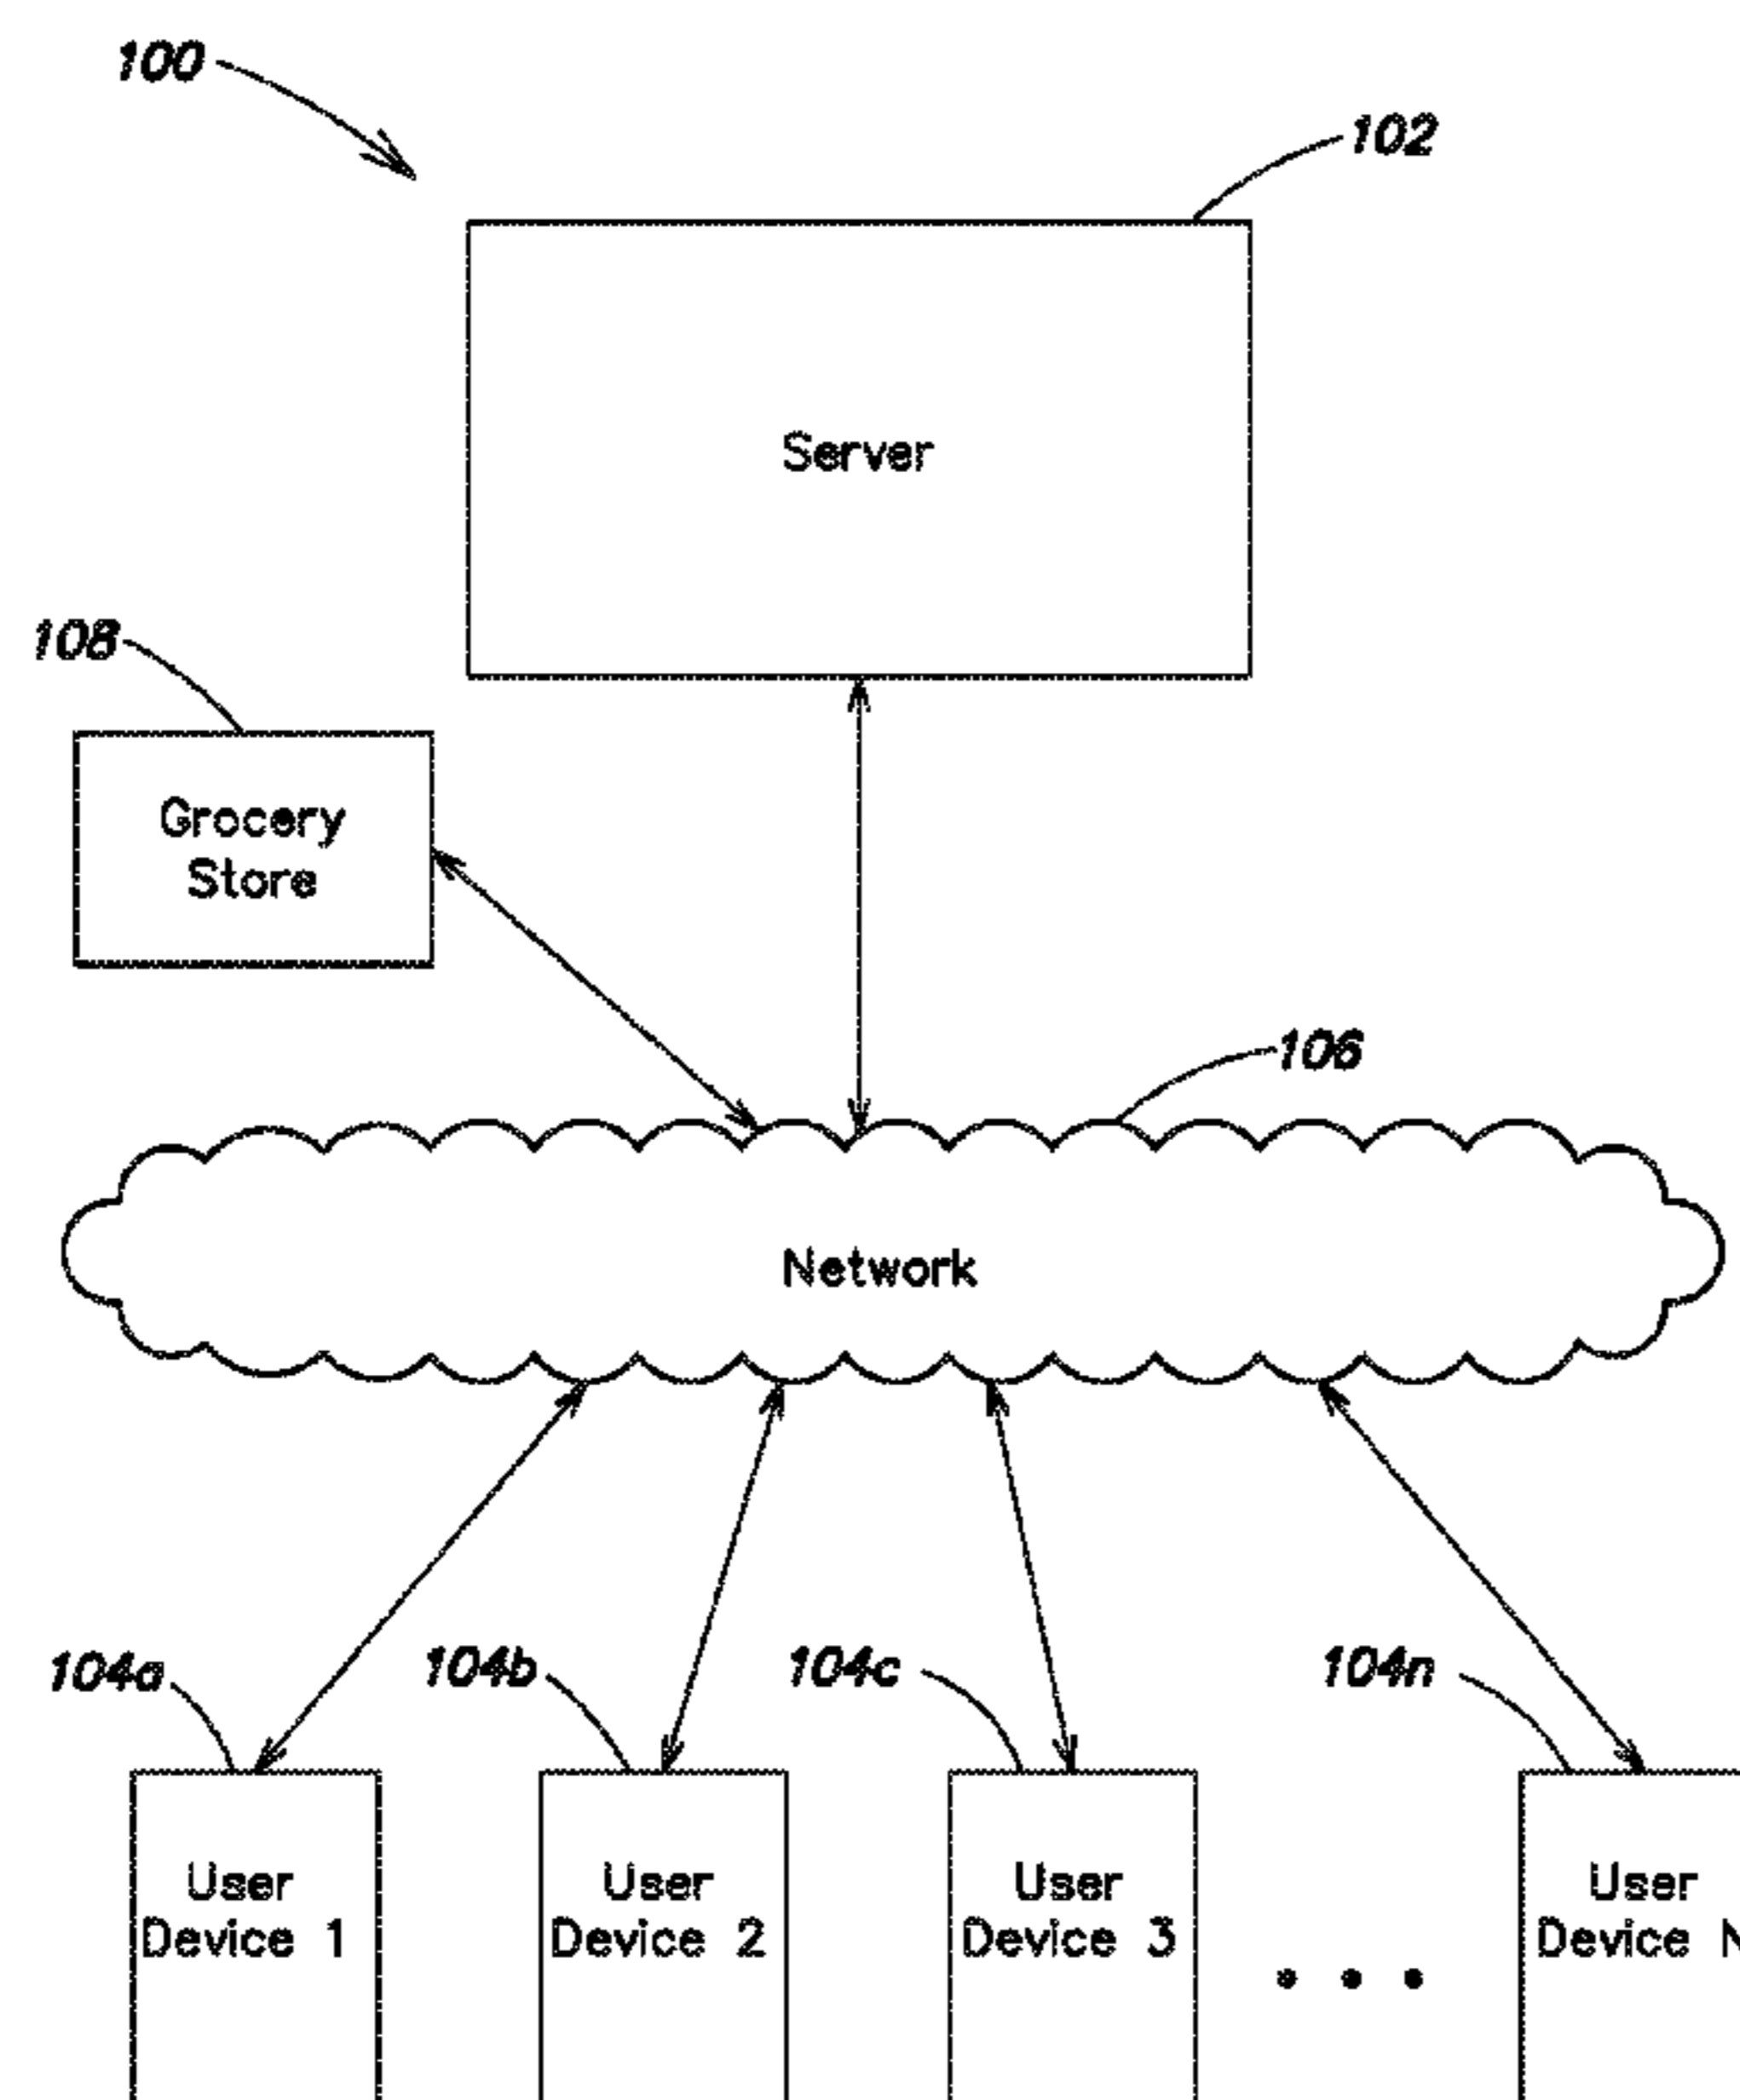 100
102
Server
108
Grocery
Store
106
Network
104a
104b
104c
104n
User
Device 1
User
Device 2
User
Device 3
• • •
User
Device N